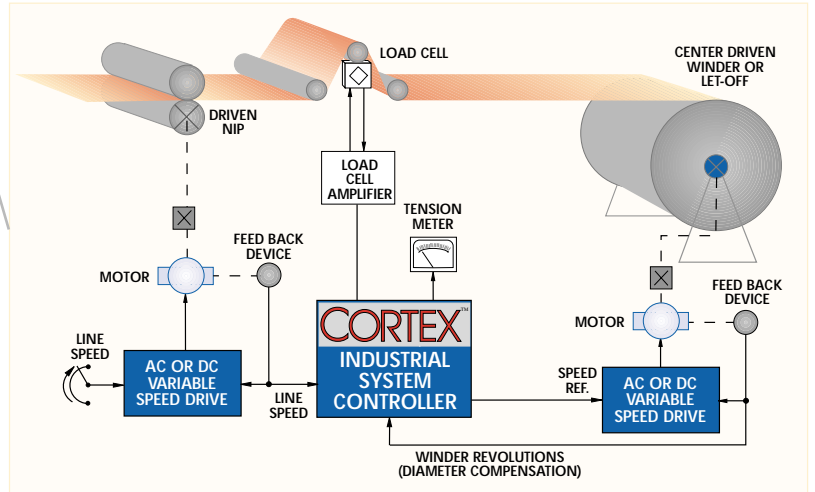 LOAD CELL
CENTER DRIVEN
WINDER OR
LET-OFF
DRIVEN
NIP
LOAD
CELL
AMPLIFIER
TENSION
METER
FEED BACK
DEVICE
MOTOR
FEED BACK
DEVICE
MOTOR
CORTEX™
INDUSTRIAL
SYSTEM
CONTROLLER
LINE
SPEED
AC OR DC
VARIABLE
SPEED DRIVE
LINE
SPEED
SPEED
REF.
AC OR DC
VARIABLE
SPEED DRIVE
WINDER REVOLUTIONS
(DIAMETER COMPENSATION)